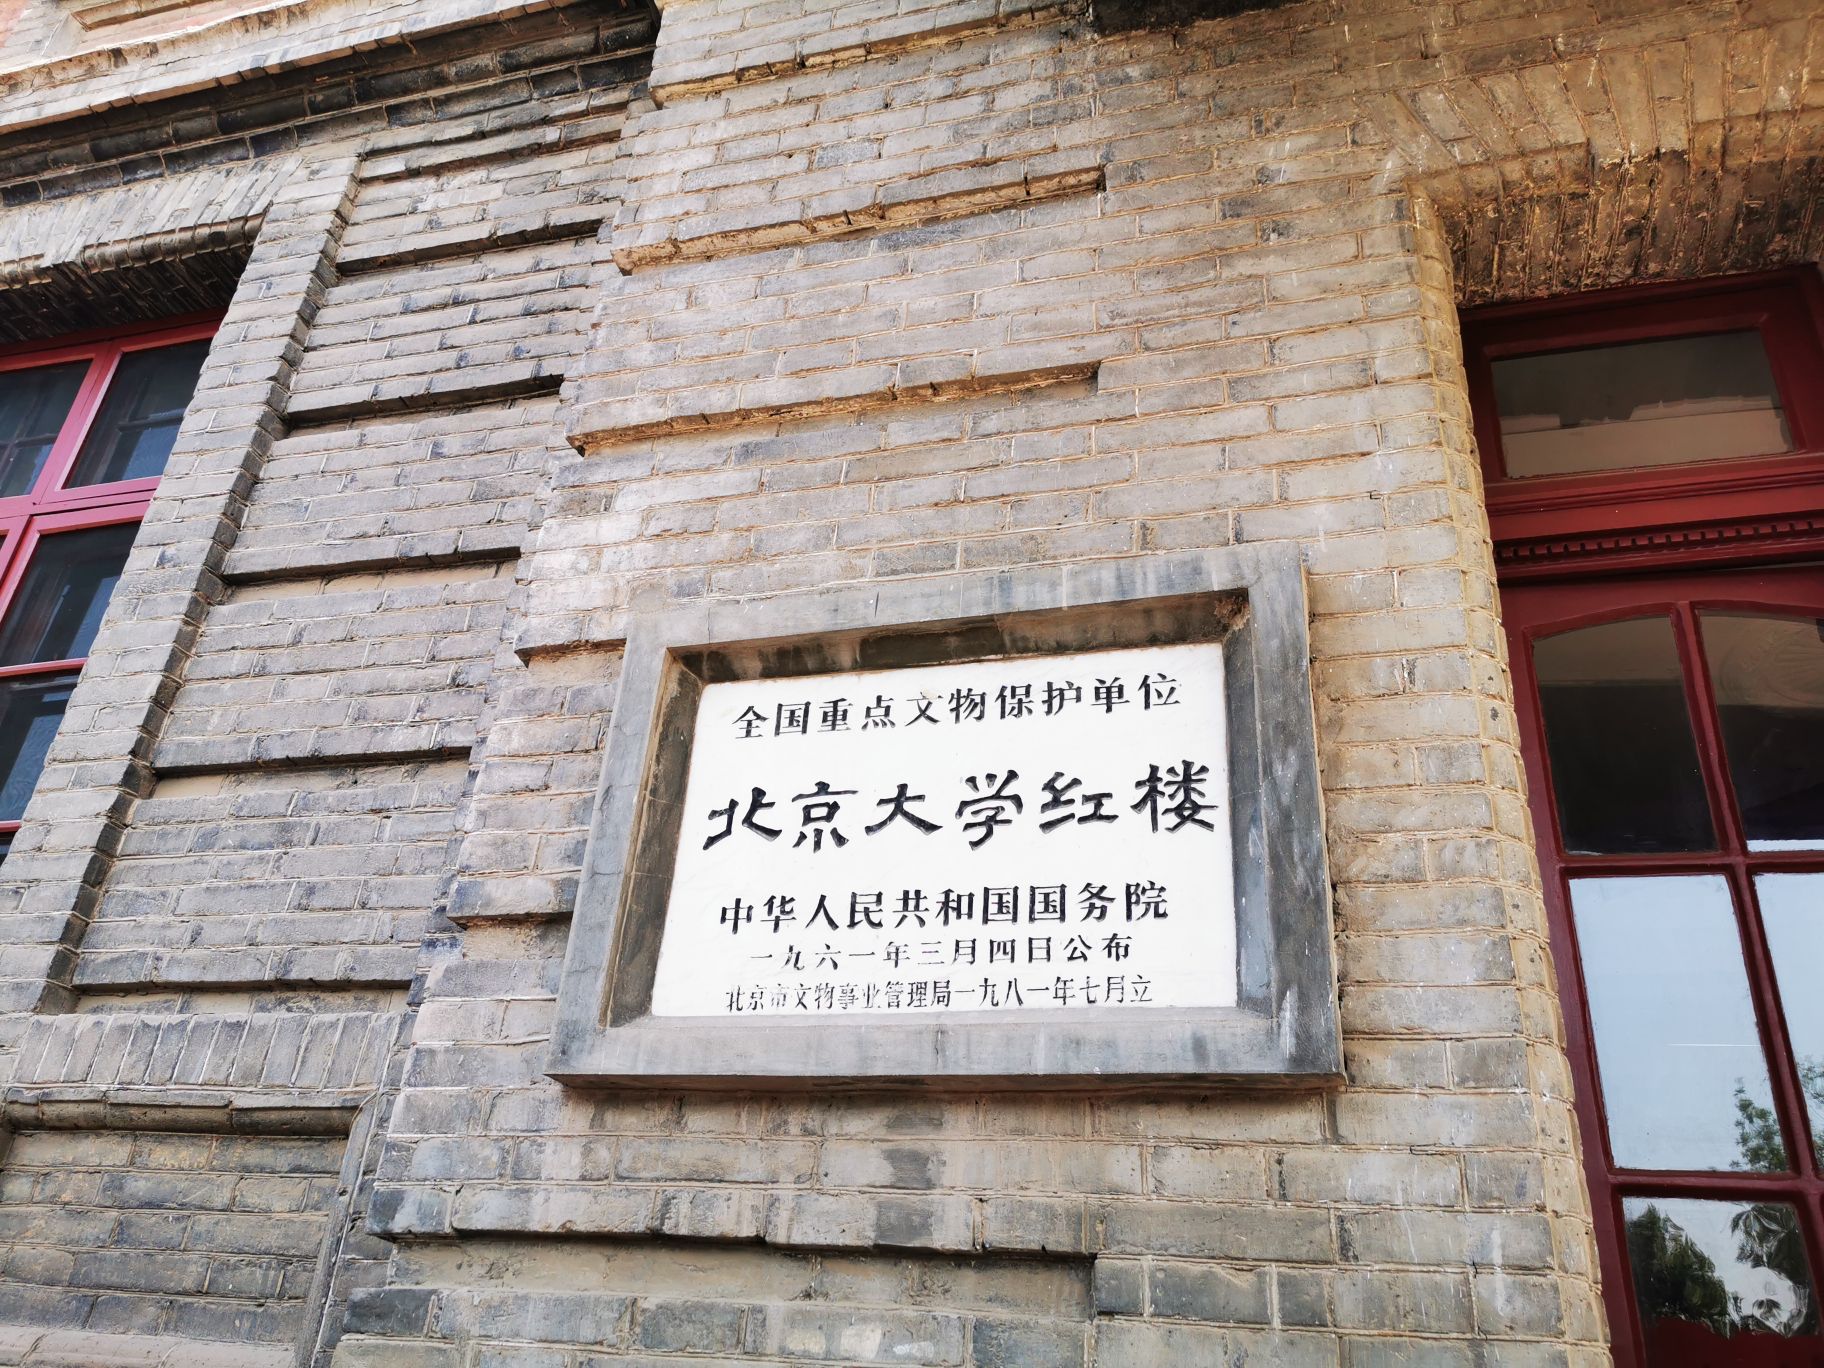 全国重点文物保护单位
北京大学红楼
中华人民共和国国务院
一九六一年三月四日公布
北京市文物事业管理局一九八一年七月立